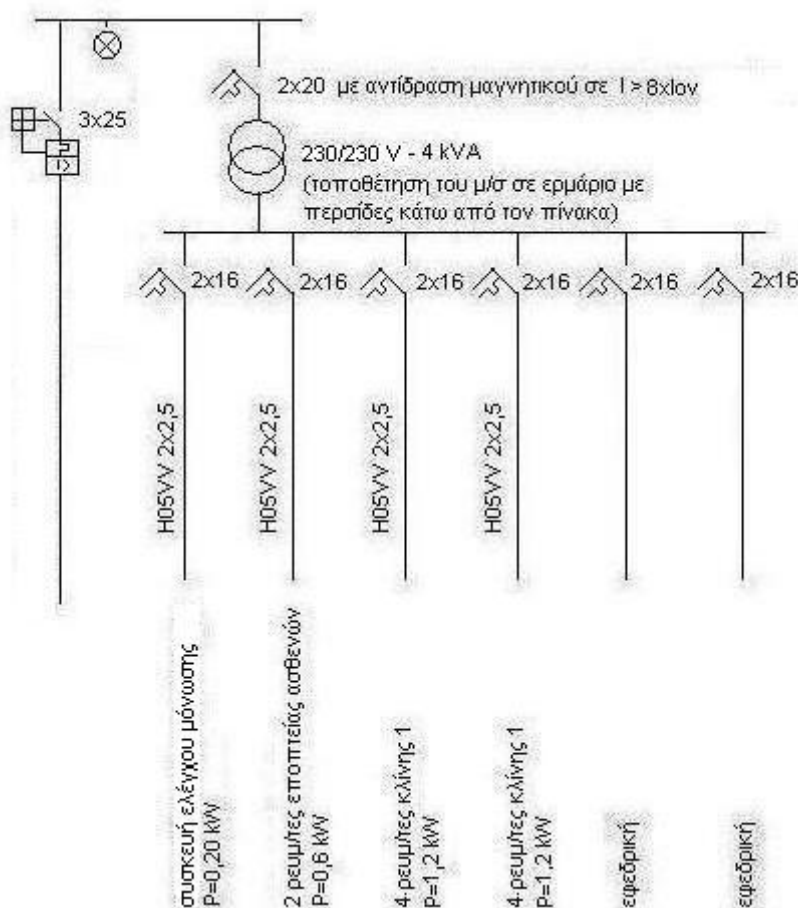 2x20 με αντίδραση μαγνητικού σε I > 8xIον
3x25
I>
230/230 V - 4 kVA
(τοποθέτηση του μ/σ σε ερμάριο με
περσίδες κάτω από τον πίνακα)
2x16
2x16
2x16
2x16
2x16
2x16
H05VV 2x2,5
H05VV 2x2,5
H05VV 2x2,5
H05VV 2x2,5
συσκευή ελέγχου μόνωσης
P=0,20 kW
2 ρευμ/τες εποπτείας ασθενών
P=0,6 kW
4 ρευμ/τες κλίνης 1
P=1,2 kW
4 ρευμ/τες κλίνης 1
P=1,2 kW
εφεδρική
εφεδρική